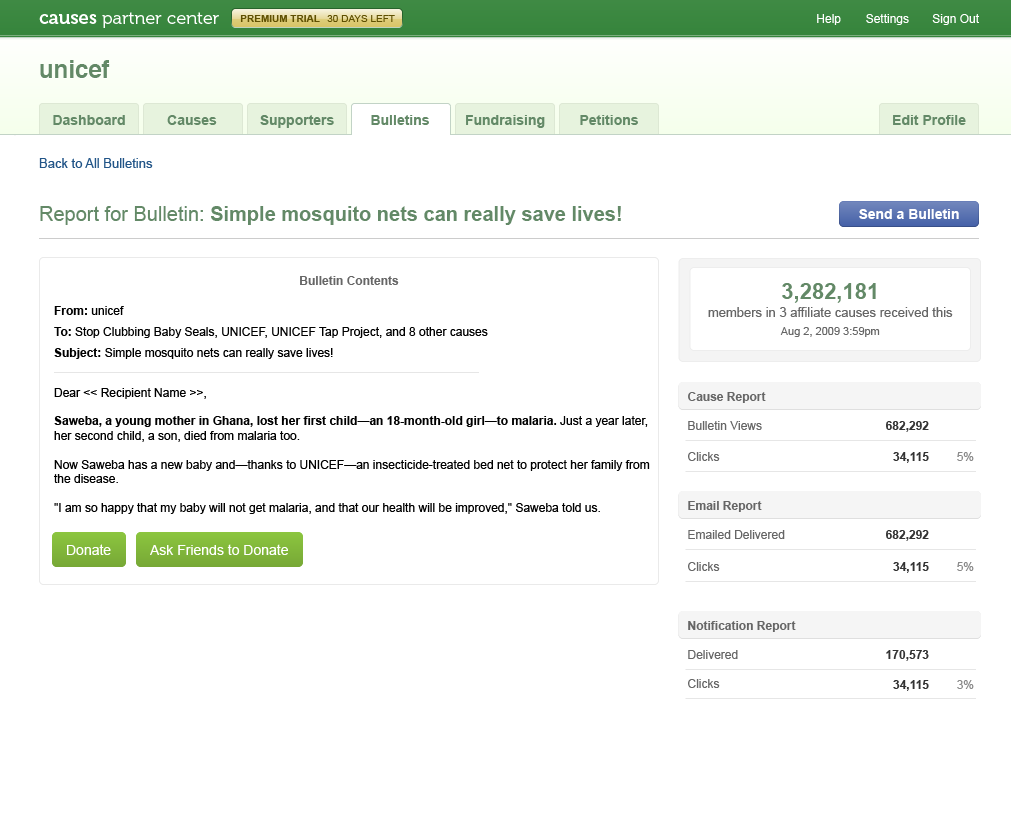 causes partner center PREMIUM TRIAL 30 DAYS LEFT Help Settings Sign Out
unicef
Dashboard Causes Supporters Bulletins Fundraising Petitions Edit Profile
Back to All Bulletins
Report for Bulletin: Simple mosquito nets can really save lives! Send a Bulletin
Bulletin Contents
From: unicef
To: Stop Clubbing Baby Seals, UNICEF, UNICEF Tap Project, and 8 other causes
Subject: Simple mosquito nets can really save lives!
Dear << Recipient Name >>,
Saweba, a young mother in Ghana, lost her first child—an 18-month-old girl—to malaria. Just a year later,
her second child, a son, died from malaria too.
Now Saweba has a new baby and—thanks to UNICEF—an insecticide-treated bed net to protect her family from
the disease.
"I am so happy that my baby will not get malaria, and that our health will be improved," Saweba told us.
Donate Ask Friends to Donate
3,282,181
members in 3 affiliate causes received this
Aug 2, 2009 3:59pm
Cause Report
Bulletin Views 682,292
Clicks 34,115 5%
Email Report
Emailed Delivered 682,292
Clicks 34,115 5%
Notification Report
Delivered 170,573
Clicks 34,115 3%